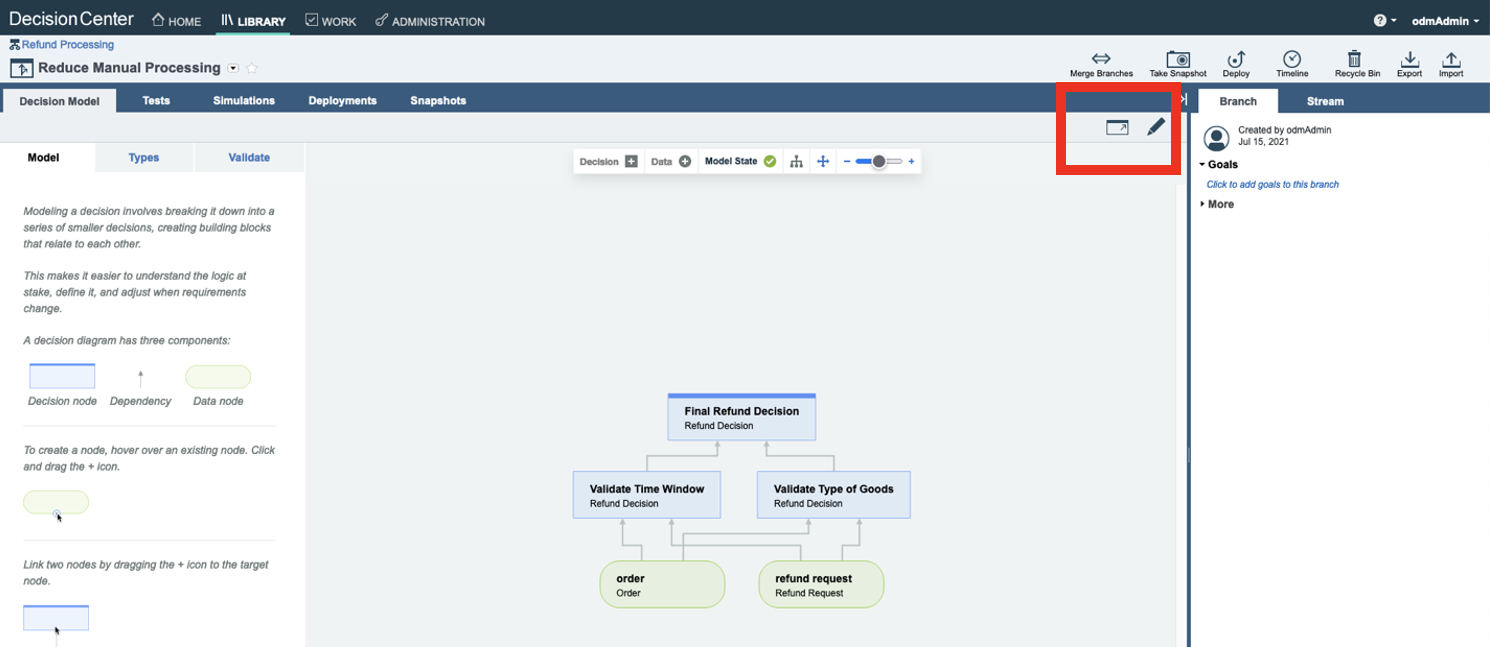 Decision Center HOME LIBRARY WORK ADMINISTRATION ? odmAdmin
Refund Processing
Reduce Manual Processing
Merge Branches Take Snapshot Deploy Timeline Recycle Bin Export Import
Decision Model Tests Simulations Deployments Snapshots
Branch Stream
Model Types Validate
Decision Data Model State
Created by odmAdmin
Jul 15, 2021
Goals
Click to add goals to this branch
More
Modeling a decision involves breaking it down into a
series of smaller decisions, creating building blocks
that relate to each other.
This makes it easier to understand the logic at
stake, define it, and adjust when requirements
change.
A decision diagram has three components:
Decision node Dependency Data node
To create a node, hover over an existing node. Click
and drag the + icon.
Link two nodes by dragging the + icon to the target
node.
Final Refund Decision
Refund Decision
Validate Time Window
Refund Decision
Validate Type of Goods
Refund Decision
order
Order
refund request
Refund Request